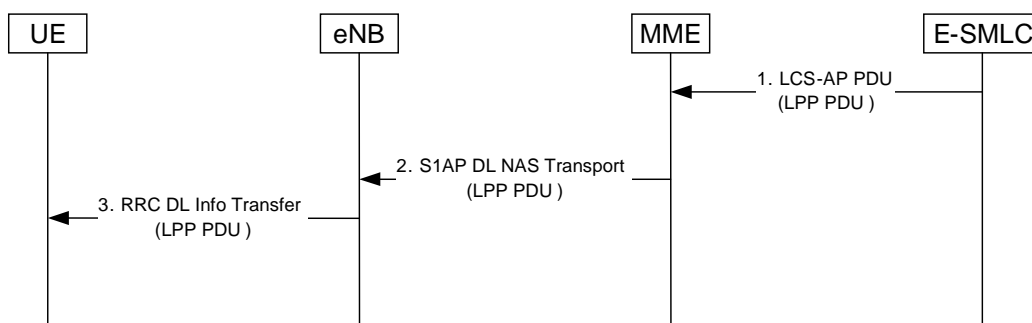 UE
eNB
MME
E-SMLC
1. LCS-AP PDU
(LPP PDU )
2. S1AP DL NAS Transport
(LPP PDU )
3. RRC DL Info Transfer
(LPP PDU )